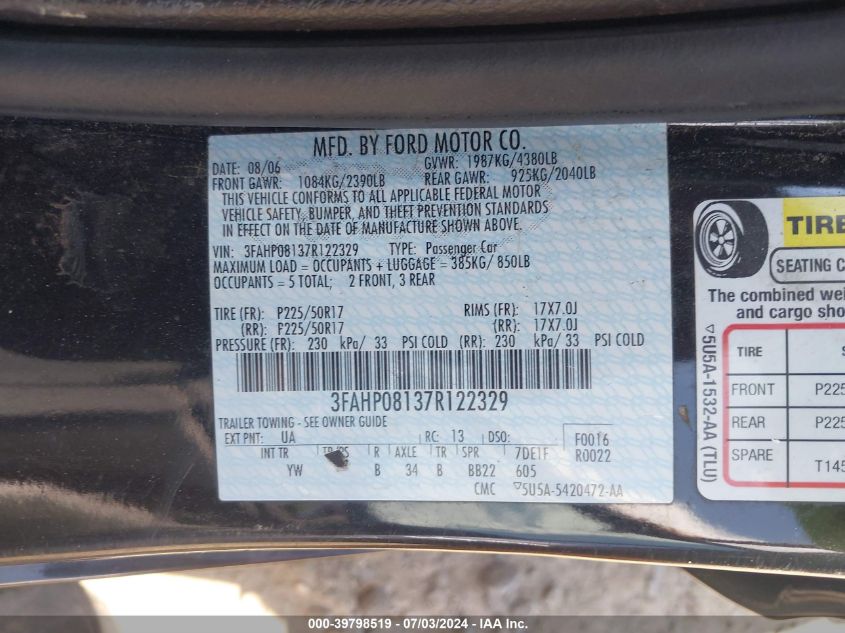 MFD. BY FORD MOTOR CO.
DATE: 08/06 GVWR: 1987KG/4380LB
FRONT GAWR: 1084KG/2390LB REAR GAWR: 925KG/2040LB
THIS VEHICLE CONFORMS TO ALL APPLICABLE FEDERAL MOTOR
VEHICLE SAFETY, BUMPER, AND THEFT PREVENTION STANDARDS
IN EFFECT ON THE DATE OF MANUFACTURE SHOWN ABOVE.
VIN: 3FAHP08137R122329 TYPE: Passenger Car
MAXIMUM LOAD = OCCUPANTS + LUGGAGE = 385KG/ 850LB
OCCUPANTS = 5 TOTAL; 2 FRONT, 3 REAR
TIRE (FR): P225/50R17 RIMS (FR): 17X7.0J
(RR): P225/50R17 (RR): 17X7.0J
PRESSURE (FR): 230 kPa/ 33 PSI COLD (RR): 230 kPa/ 33 PSI COLD
3FAHP08137R122329
TRAILER TOWING - SEE OWNER GUIDE
EXT PNT: UA RC: 13 DSO: F0016
INT TR R AXLE TR SPR 7DE1F R0022
YW B 34 B BB22 605
CMC ▽5U5A-5420472-AA
TIRE
SEATING C
The combined wei
and cargo sho
▽5U5A-1532-AA (TLU)
TIRE S
FRONT P225
REAR P225
SPARE T145
000-39798519 - 07/03/2024 - IAA Inc.